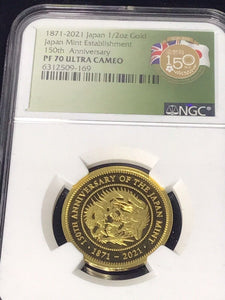 1871-2021 Japan 1/2oz Gold
Japan Mint Establishment
150th Anniversary
PF 70 ULTRA CAMEO
6312509-169
150
NGC
150TH ANNIVERSARY OF THE JAPAN MINT
· 1871 - 2021 ·